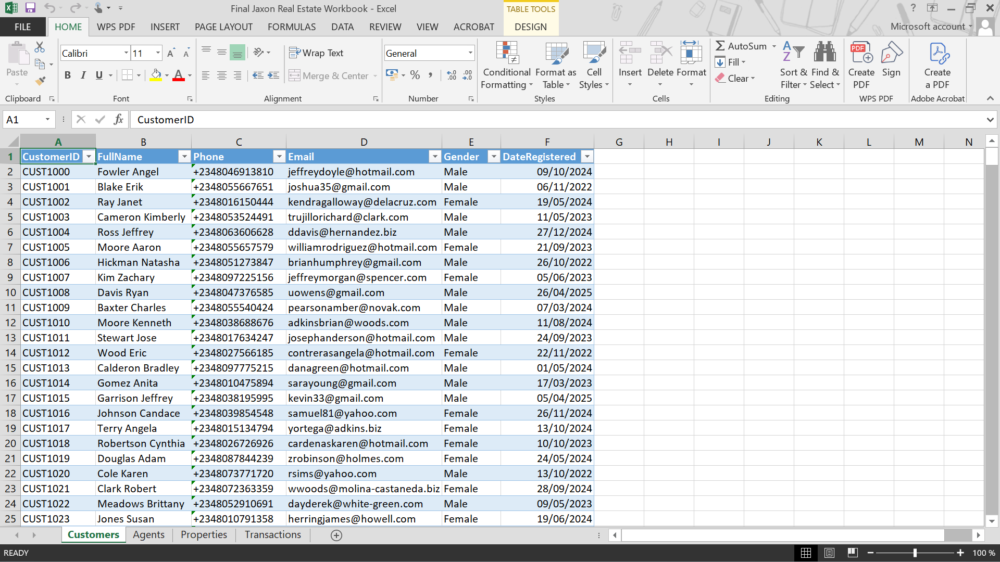 Final Jaxon Real Estate Workbook - Excel
TABLE TOOLS
?
FILE HOME WPS PDF INSERT PAGE LAYOUT FORMULAS DATA REVIEW VIEW ACROBAT DESIGN Microsoft account
Paste
Clipboard
Calibri 11
B I U A
Font
Wrap Text
Merge & Center
Alignment
General
% , .00
Number
Conditional Formatting
Format as Table
Cell Styles
Styles
Insert Delete Format
Cells
AutoSum
Fill
Clear
Sort & Filter
Find & Select
Editing
Create PDF
Sign
WPS PDF
Create a PDF
Adobe Acrobat
A1 fx CustomerID
A B C D E F G H I J K L M N
1 CustomerID FullName Phone Email Gender DateRegistered
2 CUST1000 Fowler Angel +2348046913810 jeffreydoyle@hotmail.com Male 09/10/2024
3 CUST1001 Blake Erik +2348055667651 joshua35@gmail.com Male 06/11/2022
4 CUST1002 Ray Janet +2348016150444 kendragalloway@delacruz.com Female 19/05/2024
5 CUST1003 Cameron Kimberly +2348053524491 trujillorichard@clark.com Male 11/05/2023
6 CUST1004 Ross Jeffrey +2348063606628 ddavis@hernandez.biz Male 27/12/2024
7 CUST1005 Moore Aaron +2348055657579 williamrodriguez@hotmail.com Female 21/09/2023
8 CUST1006 Hickman Natasha +2348051273847 brianhumphrey@gmail.com Male 26/10/2022
9 CUST1007 Kim Zachary +2348097225156 jeffreymorgan@spencer.com Female 05/06/2023
10 CUST1008 Davis Ryan +2348047376585 uowens@gmail.com Male 26/04/2025
11 CUST1009 Baxter Charles +2348055540424 pearsonamber@novak.com Male 07/03/2024
12 CUST1010 Moore Kenneth +2348038688676 adkinsbrian@woods.com Male 11/08/2024
13 CUST1011 Stewart Jose +2348017634247 josephanderson@hotmail.com Male 24/09/2023
14 CUST1012 Wood Eric +2348027566185 contrerasangela@hotmail.com Female 22/11/2022
15 CUST1013 Calderon Bradley +2348097775215 danagreen@hotmail.com Male 01/05/2024
16 CUST1014 Gomez Anita +2348010475894 sarayoung@gmail.com Male 17/03/2023
17 CUST1015 Garrison Jeffrey +2348038195995 kevin33@gmail.com Male 05/04/2025
18 CUST1016 Johnson Candace +2348039854548 samuel81@yahoo.com Female 26/11/2024
19 CUST1017 Terry Angela +2348015134794 yortega@adkins.biz Female 13/10/2024
20 CUST1018 Robertson Cynthia +2348026726926 cardenaskaren@hotmail.com Female 10/10/2023
21 CUST1019 Douglas Adam +2348087844239 zrobinson@holmes.com Female 24/05/2024
22 CUST1020 Cole Karen +2348073771720 rsims@yahoo.com Male 13/10/2022
23 CUST1021 Clark Robert +2348072363359 wwoods@molina-castaneda.biz Female 28/09/2024
24 CUST1022 Meadows Brittany +2348052910691 dayderek@white-green.com Male 09/05/2023
25 CUST1023 Jones Susan +2348010791358 herringjames@howell.com Female 19/06/2024
Customers Agents Properties Transactions
READY 100 %